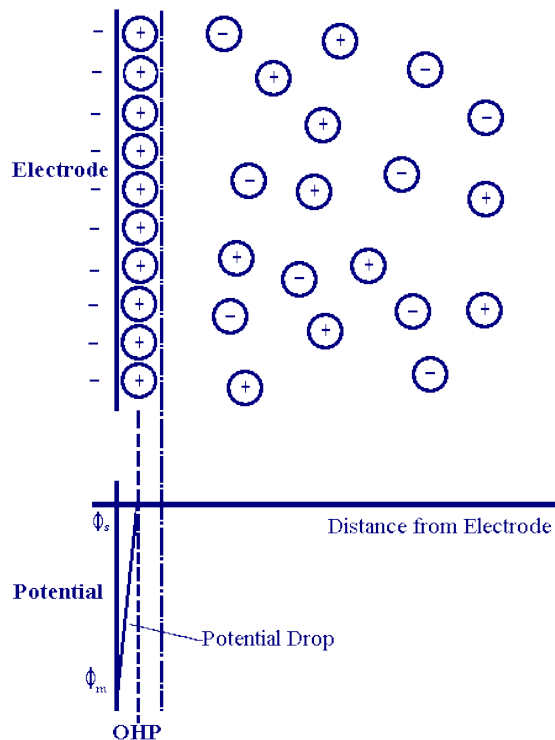 Electrode
ϕs
Distance from Electrode
Potential
Potential Drop
ϕm
OHP